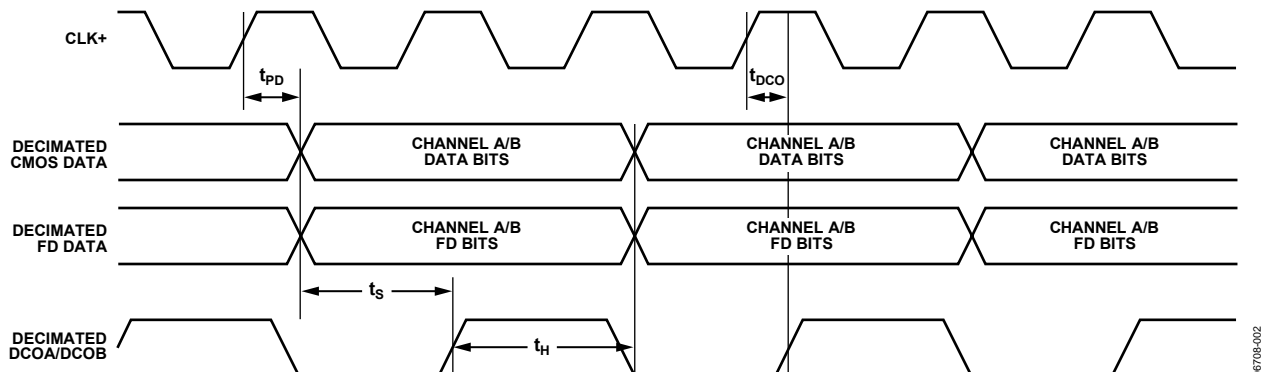 CLK+
tPD
tDCO
DECIMATED
CMOS DATA
CHANNEL A/B
DATA BITS
CHANNEL A/B
DATA BITS
CHANNEL A/B
DATA BITS
DECIMATED
FD DATA
CHANNEL A/B
FD BITS
CHANNEL A/B
FD BITS
CHANNEL A/B
FD BITS
tS
DECIMATED
DCOA/DCOB
tH
06708-002